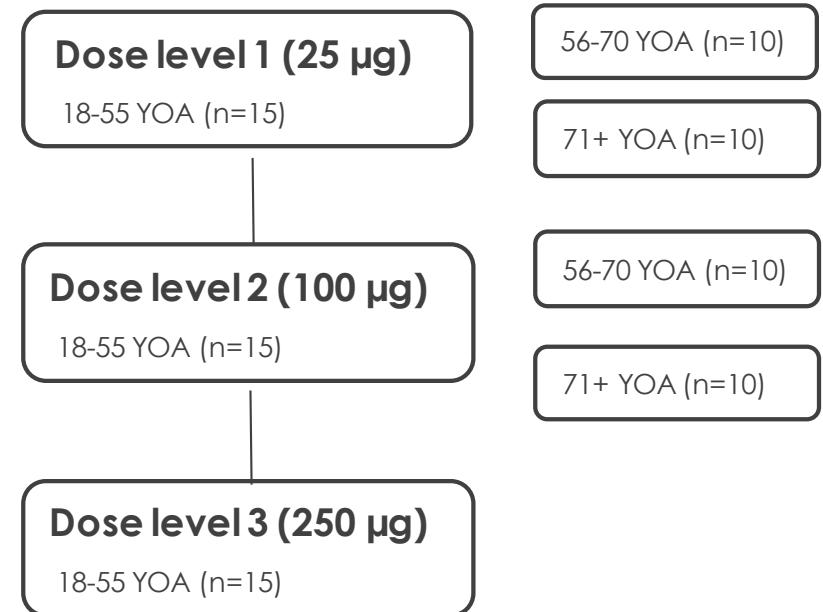 Dose level 1 (25 µg)
18-55 YOA (n=15)
56-70 YOA (n=10)
71+ YOA (n=10)
Dose level 2 (100 µg)
18-55 YOA (n=15)
56-70 YOA (n=10)
71+ YOA (n=10)
Dose level 3 (250 µg)
18-55 YOA (n=15)